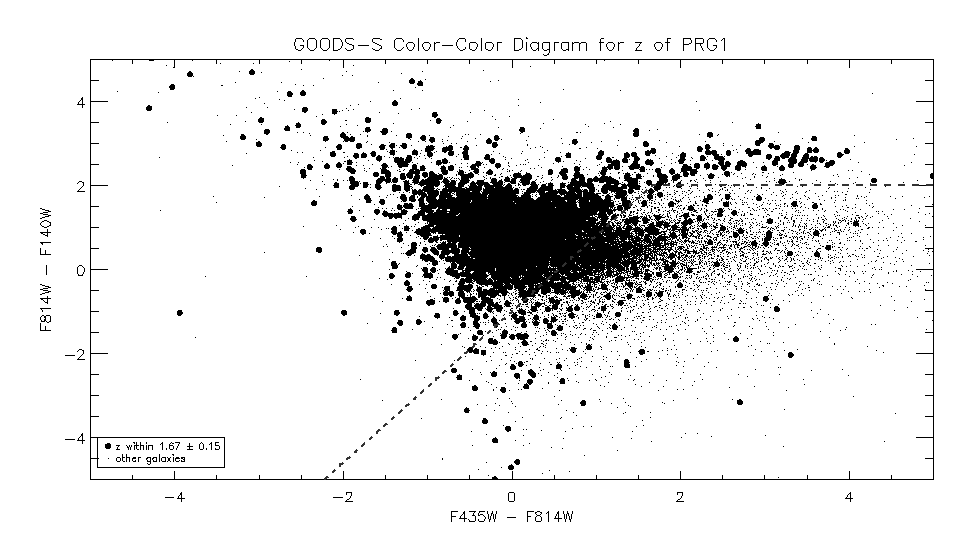 GOODS-S Color-Color Diagram for z of PRG1
F814W - F140W
4
2
0
-2
-4
z within 1.67 ± 0.15
other galaxies
-4 -2 0 2 4
F435W - F814W